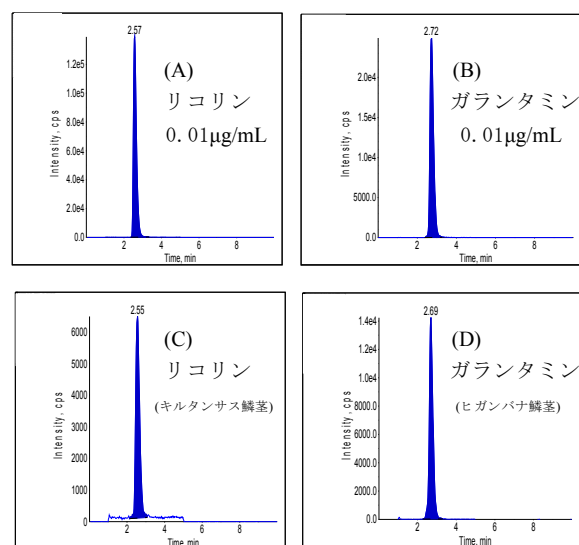 2.57
(A)
リコリン
0.01μg/mL
1.2e5
1.0e5
8.0e4
6.0e4
4.0e4
2.0e4
0.0
Intensity, cps
2 4 6 8
Time, min
2.72
(B)
ガランタミン
0.01μg/mL
2.0e4
1.5e4
1.0e4
5000.0
0.0
Intensity, cps
2 4 6 8
Time, min
2.55
(C)
リコリン
(キルタンサス鱗茎)
6000
5000
4000
3000
2000
1000
0
Intensity, cps
2 4 6 8
Time, min
2.69
(D)
ガランタミン
(ヒガンバナ鱗茎)
1.4e4
1.2e4
1.0e4
8000.0
6000.0
4000.0
2000.0
0.0
Intensity, cps
2 4 6 8
Time, min